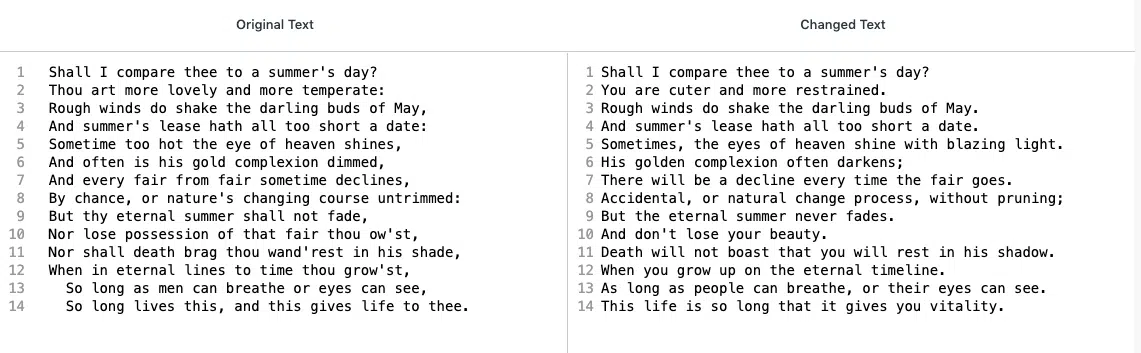 Original Text
Changed Text
1 Shall I compare thee to a summer's day?
2 Thou art more lovely and more temperate:
3 Rough winds do shake the darling buds of May,
4 And summer's lease hath all too short a date:
5 Sometime too hot the eye of heaven shines,
6 And often is his gold complexion dimmed,
7 And every fair from fair sometime declines,
8 By chance, or nature's changing course untrimmed:
9 But thy eternal summer shall not fade,
10 Nor lose possession of that fair thou ow'st,
11 Nor shall death brag thou wand'rest in his shade,
12 When in eternal lines to time thou grow'st,
13 So long as men can breathe or eyes can see,
14 So long lives this, and this gives life to thee.
1 Shall I compare thee to a summer's day?
2 You are cuter and more restrained.
3 Rough winds do shake the darling buds of May.
4 And summer's lease hath all too short a date.
5 Sometimes, the eyes of heaven shine with blazing light.
6 His golden complexion often darkens;
7 There will be a decline every time the fair goes.
8 Accidental, or natural change process, without pruning;
9 But the eternal summer never fades.
10 And don't lose your beauty.
11 Death will not boast that you will rest in his shadow.
12 When you grow up on the eternal timeline.
13 As long as people can breathe, or their eyes can see.
14 This life is so long that it gives you vitality.